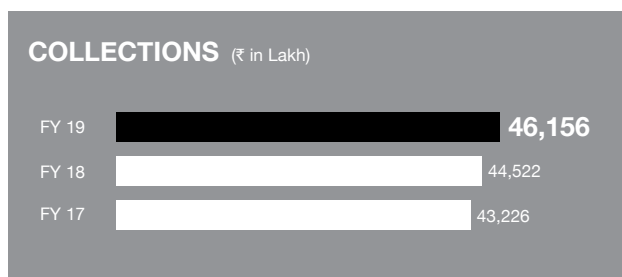 COLLECTIONS (₹ in Lakh)
FY 19 46,156
FY 18 44,522
FY 17 43,226